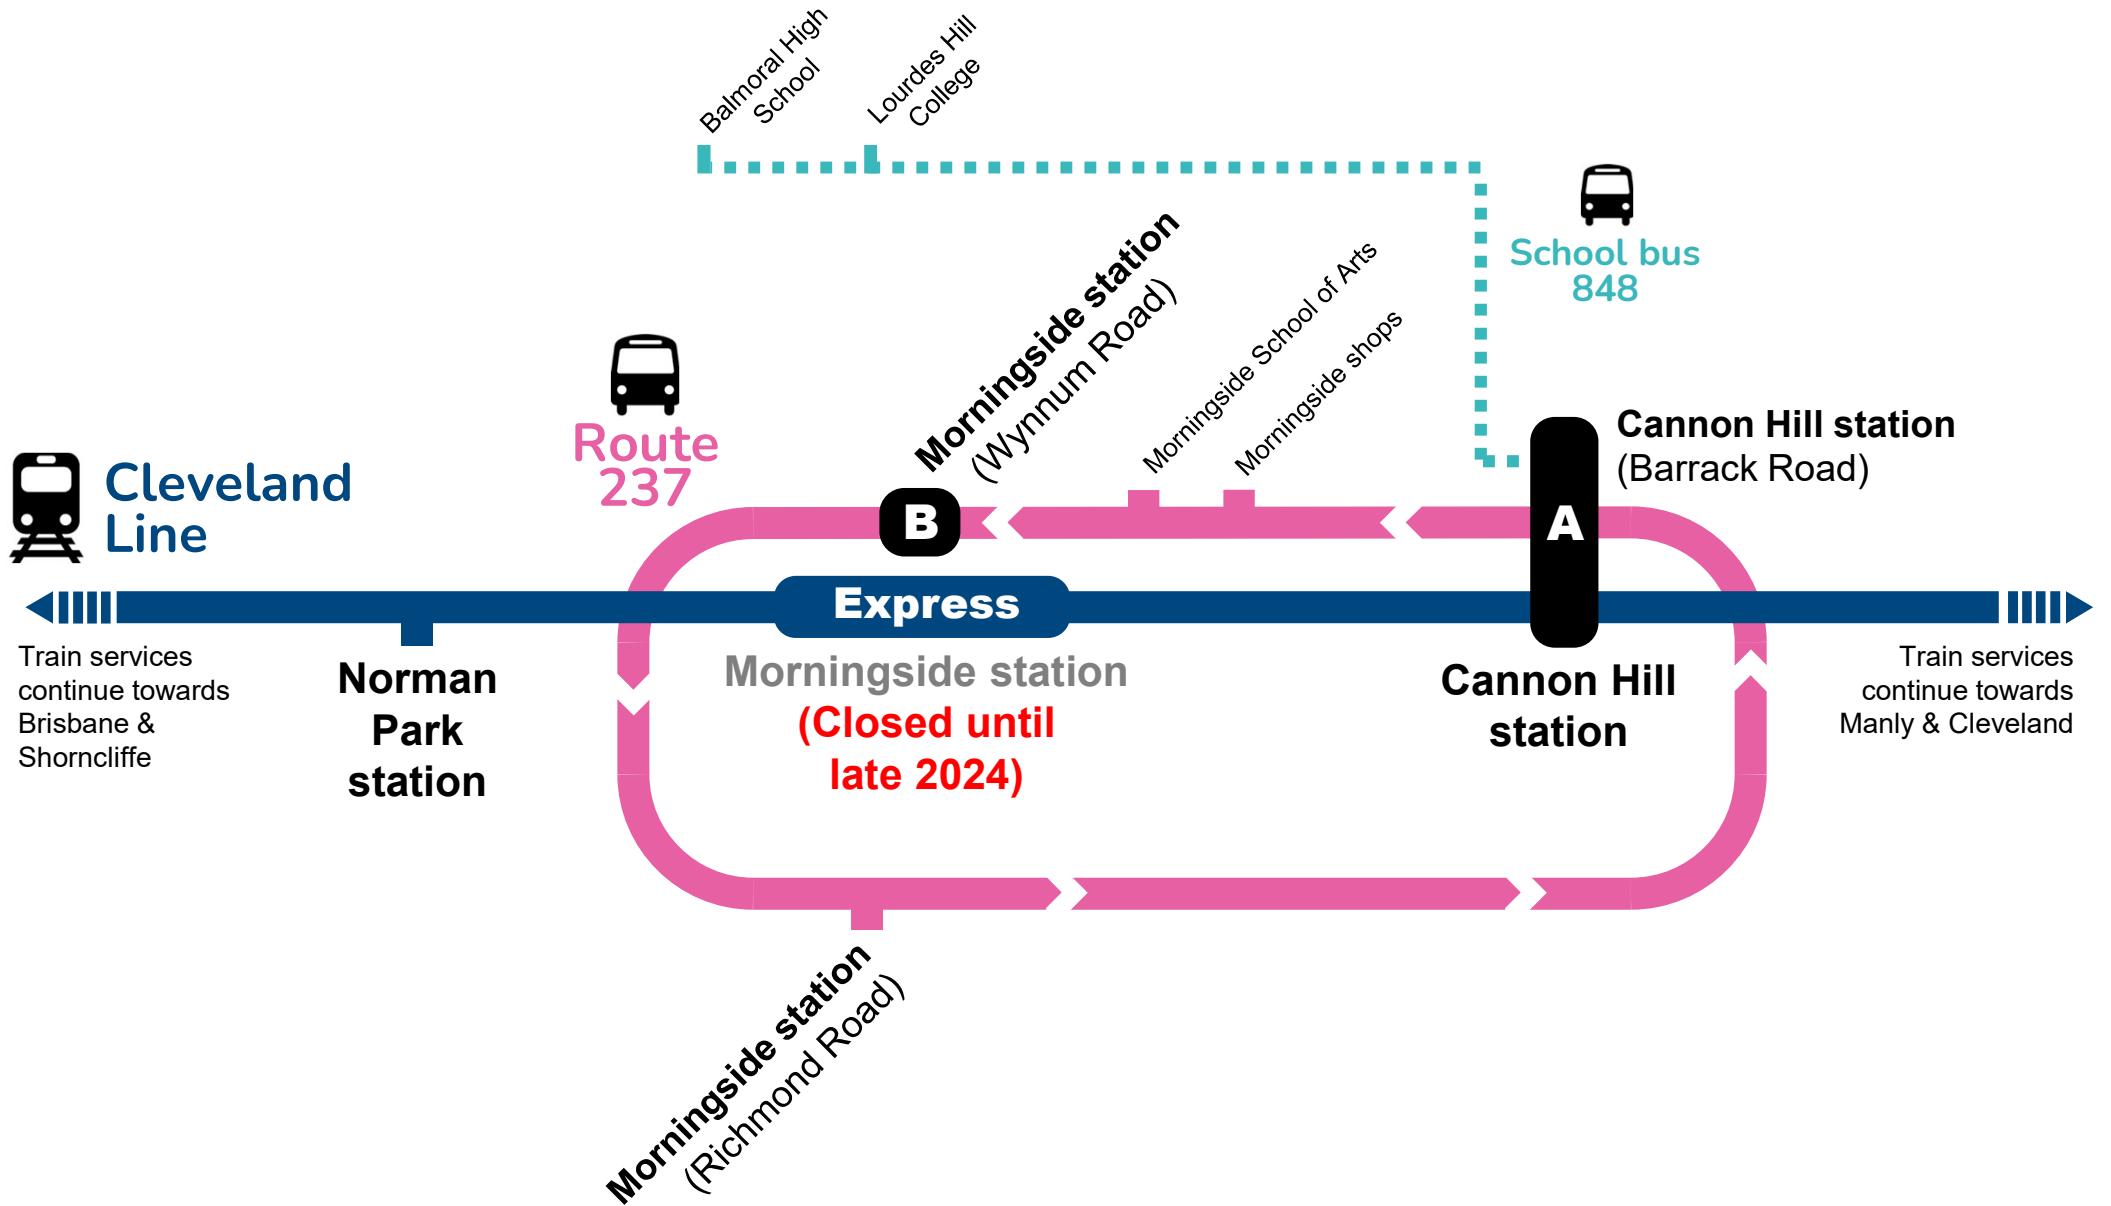 Balmoral High
School
Lourdes Hill
College
School bus
848
Morningside station
(Wynnum Road)
Morningside School of Arts
Morningside shops
Route
237
Cannon Hill station
(Barrack Road)
Cleveland
Line
B
A
Express
Train services
continue towards
Brisbane &
Shorncliffe
Norman
Park
station
Morningside station
(Closed until
late 2024)
Cannon Hill
station
Train services
continue towards
Manly & Cleveland
Morningside station
(Richmond Road)